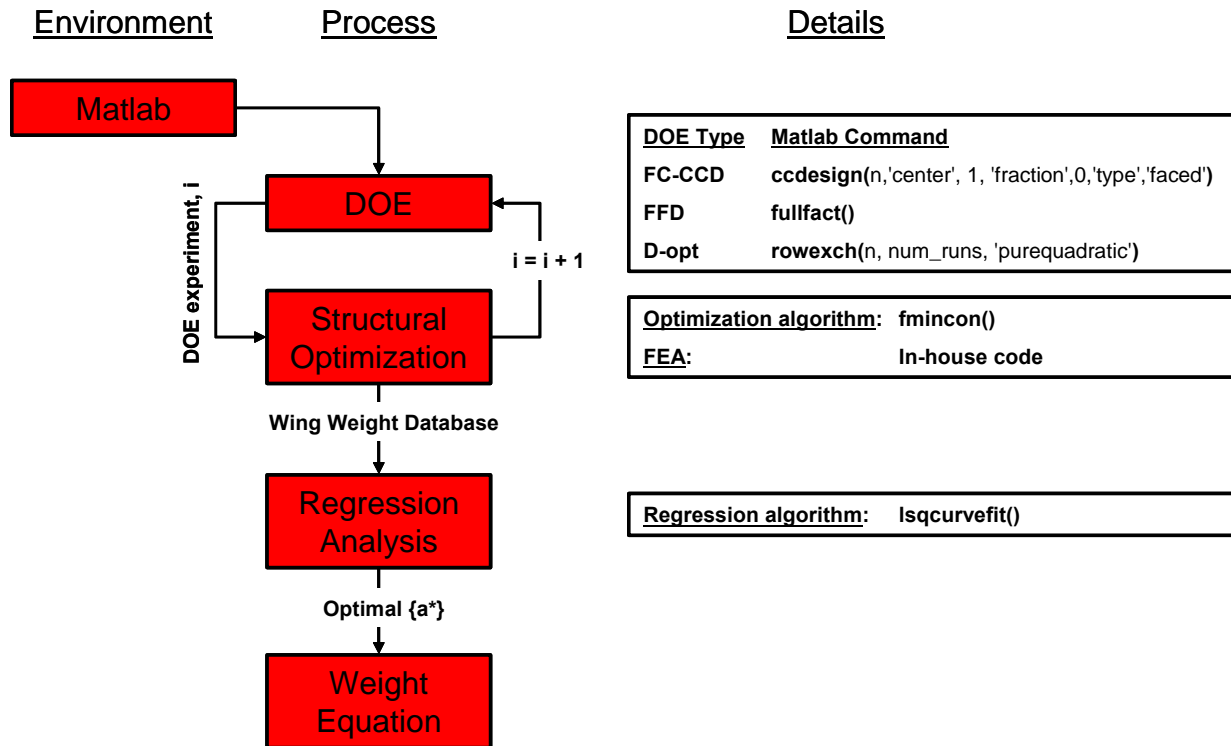 Environment
Process
Details
Matlab
DOE
DOE experiment, i
i = i + 1
Structural
Optimization
Wing Weight Database
Regression
Analysis
Optimal {a*}
Weight
Equation
DOE Type Matlab Command
FC-CCD ccdesign(n,'center', 1, 'fraction',0,'type','faced')
FFD fullfact()
D-opt rowexch(n, num_runs, 'purequadratic')
Optimization algorithm: fmincon()
FEA: In-house code
Regression algorithm: lsqcurvefit()